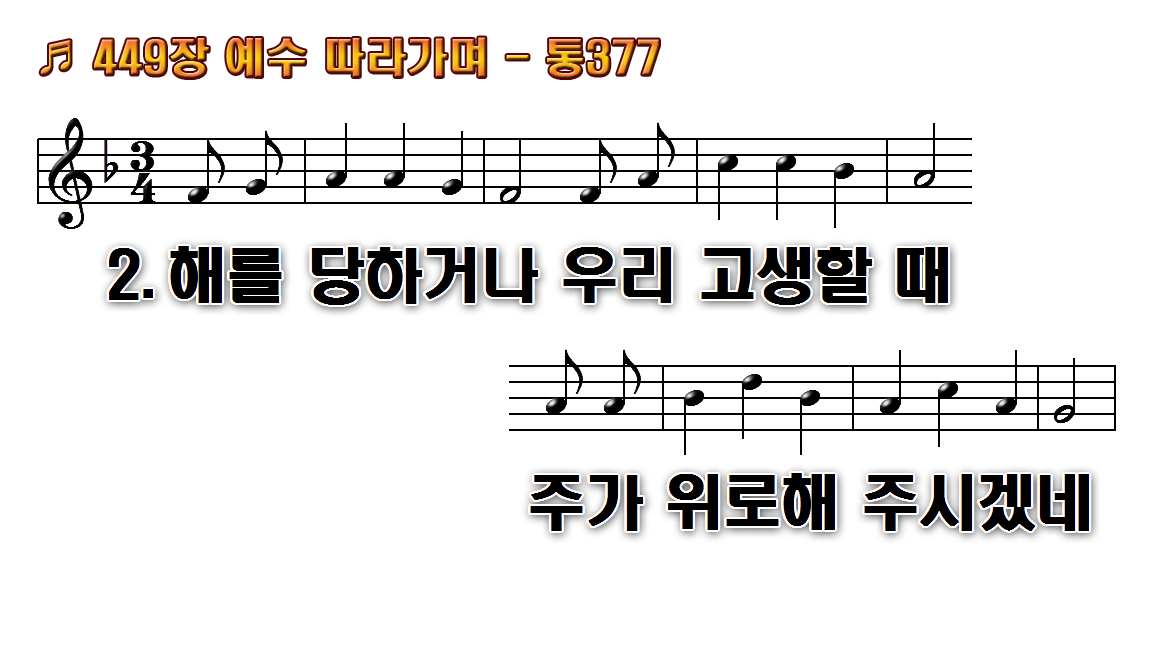 ♬ 449장 예수 따라가며 - 통377
3
4
2. 해를 당하거나 우리 고생할 때
주가 위로해 주시겠네